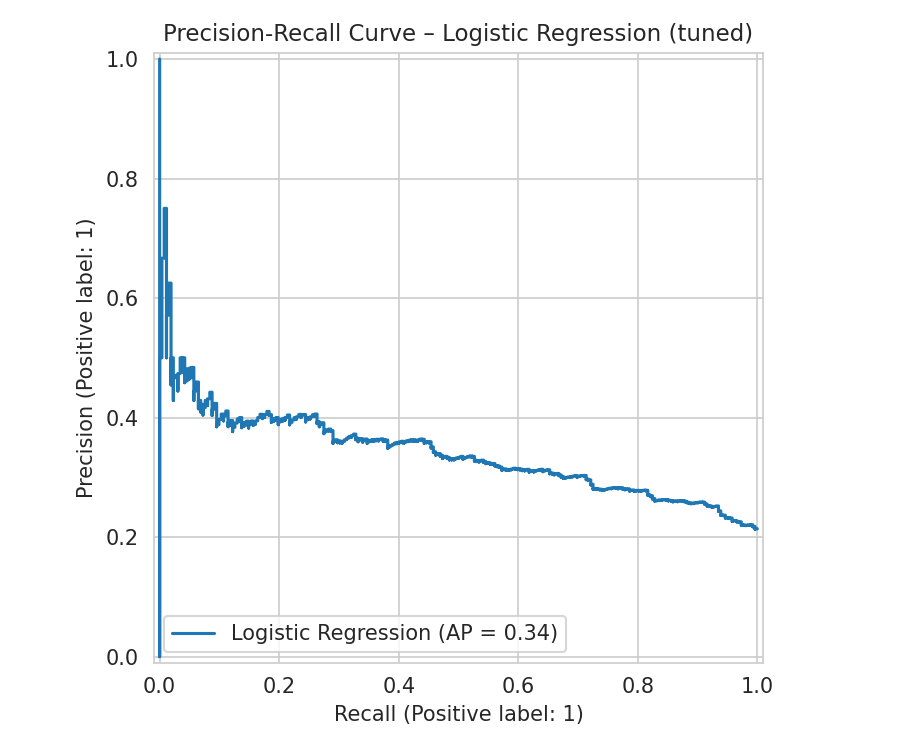 Precision-Recall Curve – Logistic Regression (tuned)
1.0
0.8
0.6
0.4
0.2
0.0
Precision (Positive label: 1)
Logistic Regression (AP = 0.34)
0.0 0.2 0.4 0.6 0.8 1.0
Recall (Positive label: 1)